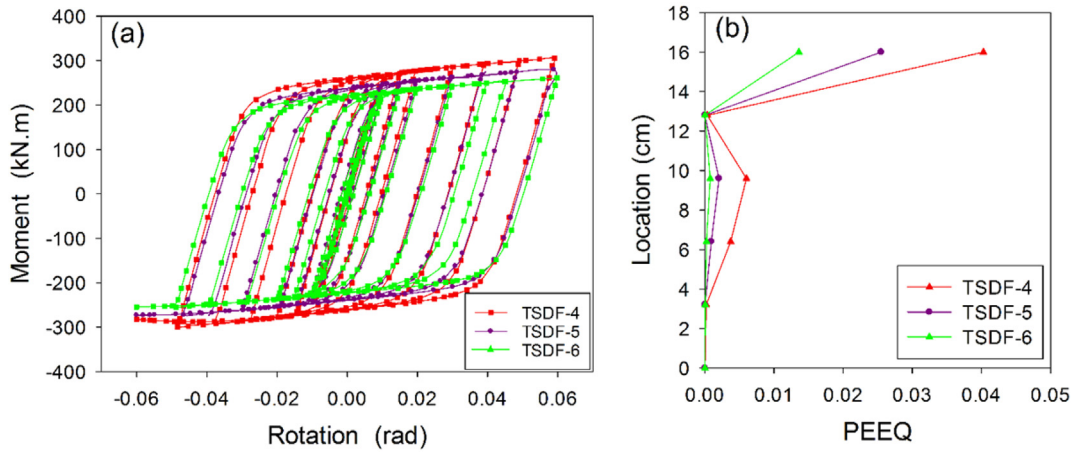 (a)
Moment (kN.m)
400
300
200
100
0
-100
-200
-300
-400
-0.06 -0.04 -0.02 0.00 0.02 0.04 0.06
Rotation (rad)
TSDF-4
TSDF-5
TSDF-6
(b)
Location (cm)
18
16
14
12
10
8
6
4
2
0
0.00 0.01 0.02 0.03 0.04 0.05
PEEQ
TSDF-4
TSDF-5
TSDF-6